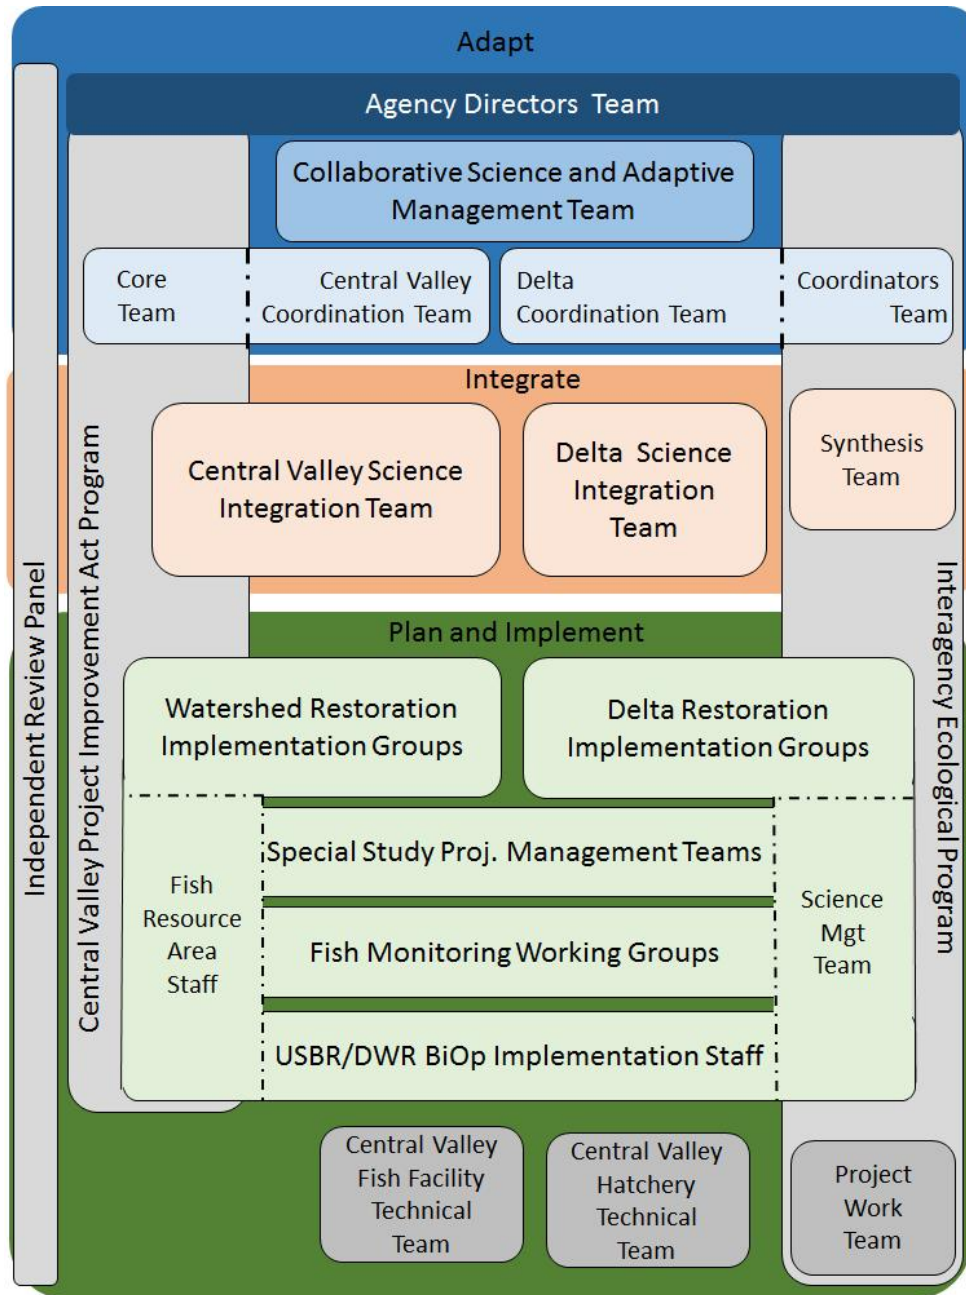 Adapt
Agency Directors Team
Collaborative Science and Adaptive
Management Team
Core
Team
Central Valley
Coordination Team
Delta
Coordination Team
Coordinators
Team
Integrate
Central Valley Science
Integration Team
Delta Science
Integration
Team
Synthesis
Team
Independent Review Panel
Central Valley Project Improvement Act Program
Interagency Ecological Program
Plan and Implement
Watershed Restoration
Implementation Groups
Delta Restoration
Implementation Groups
Special Study Proj. Management Teams
Fish
Resource
Area
Staff
Fish Monitoring Working Groups
Science
Mgt
Team
USBR/DWR BiOp Implementation Staff
Central Valley
Fish Facility
Technical
Team
Central Valley
Hatchery
Technical
Team
Project
Work
Team